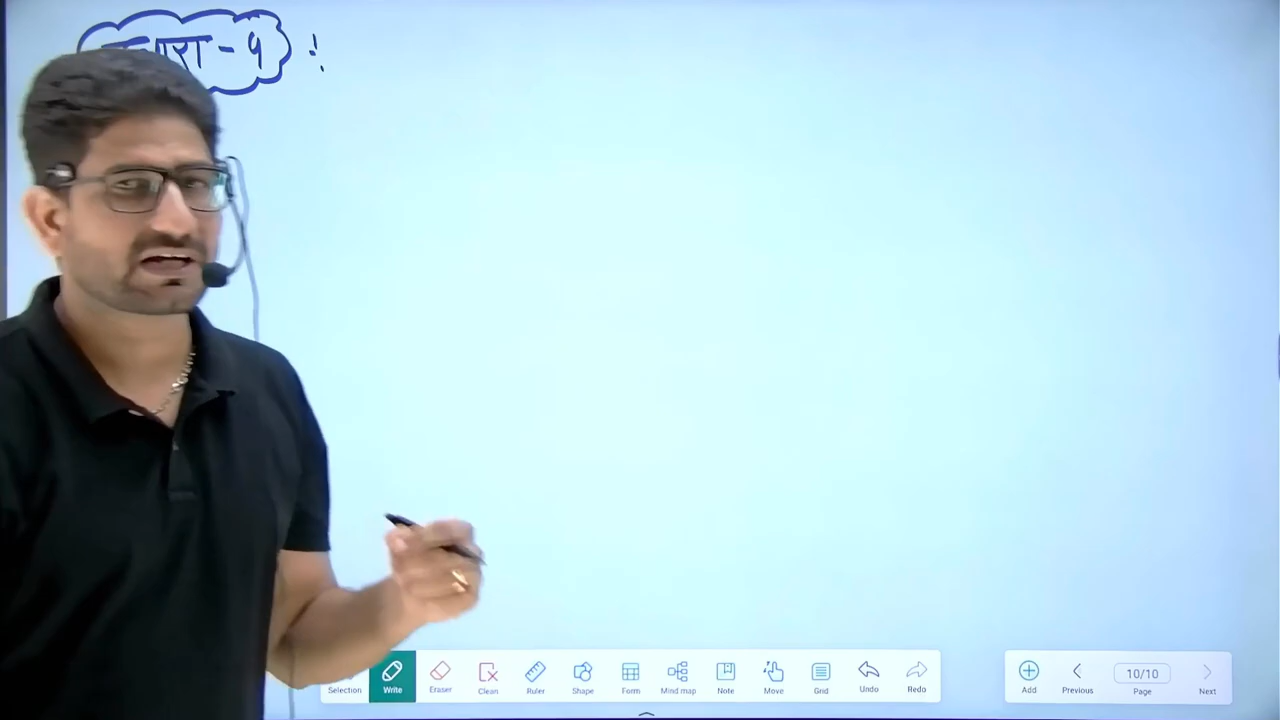 - 9 :
Selection
Write
Eraser
Clean
Ruler
Shape
Form
Mind map
Note
Move
Grid
Undo
Redo
Add
Previous
10/10
Page
Next